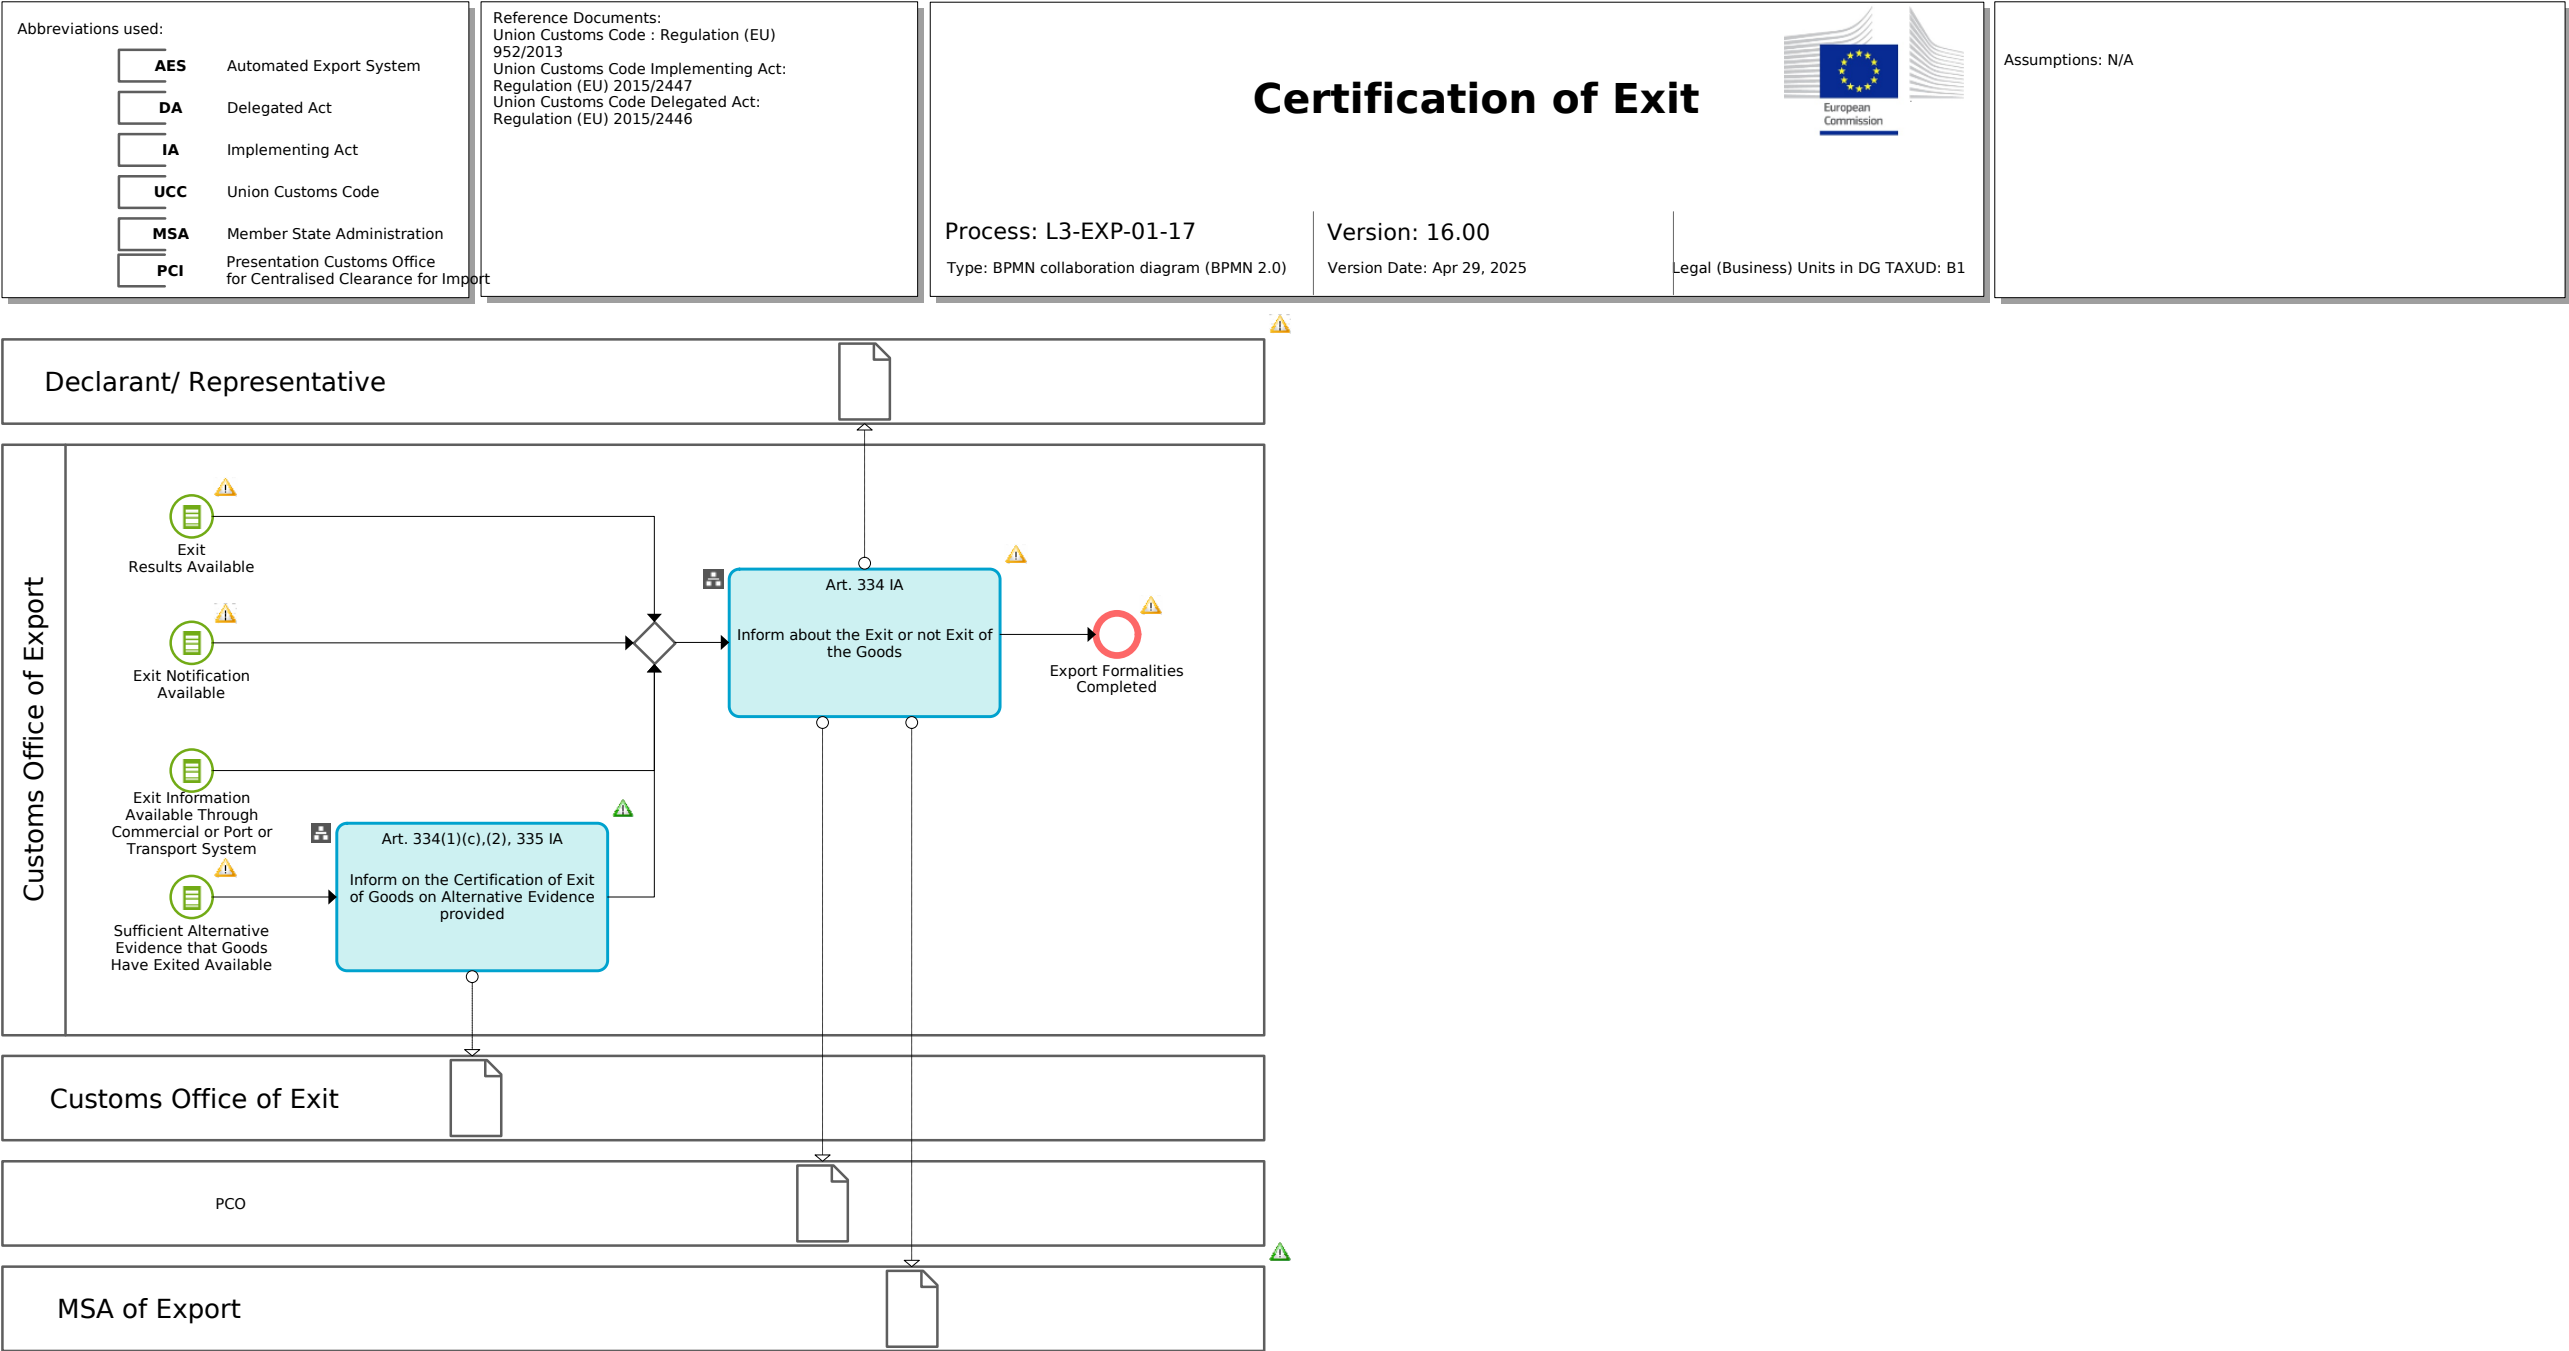 Abbreviations used:
AES Automated Export System
DA Delegated Act
IA Implementing Act
UCC Union Customs Code
MSA Member State Administration
PCI Presentation Customs Office
for Centralised Clearance for Import
Reference Documents:
Union Customs Code : Regulation (EU)
952/2013
Union Customs Code Implementing Act:
Regulation (EU) 2015/2447
Union Customs Code Delegated Act:
Regulation (EU) 2015/2446
Certification of Exit
European
Commission
Process: L3-EXP-01-17
Type: BPMN collaboration diagram (BPMN 2.0)
Version: 16.00
Version Date: Apr 29, 2025
Legal (Business) Units in DG TAXUD: B1
Assumptions: N/A
Declarant/ Representative
Customs Office of Export
Exit
Results Available
Exit Notification
Available
Exit Information
Available Through
Commercial or Port or
Transport System
Sufficient Alternative
Evidence that Goods
Have Exited Available
Art. 334(1)(c),(2), 335 IA
Inform on the Certification of Exit
of Goods on Alternative Evidence
provided
Art. 334 IA
Inform about the Exit or not Exit of
the Goods
Export Formalities
Completed
Customs Office of Exit
PCO
MSA of Export